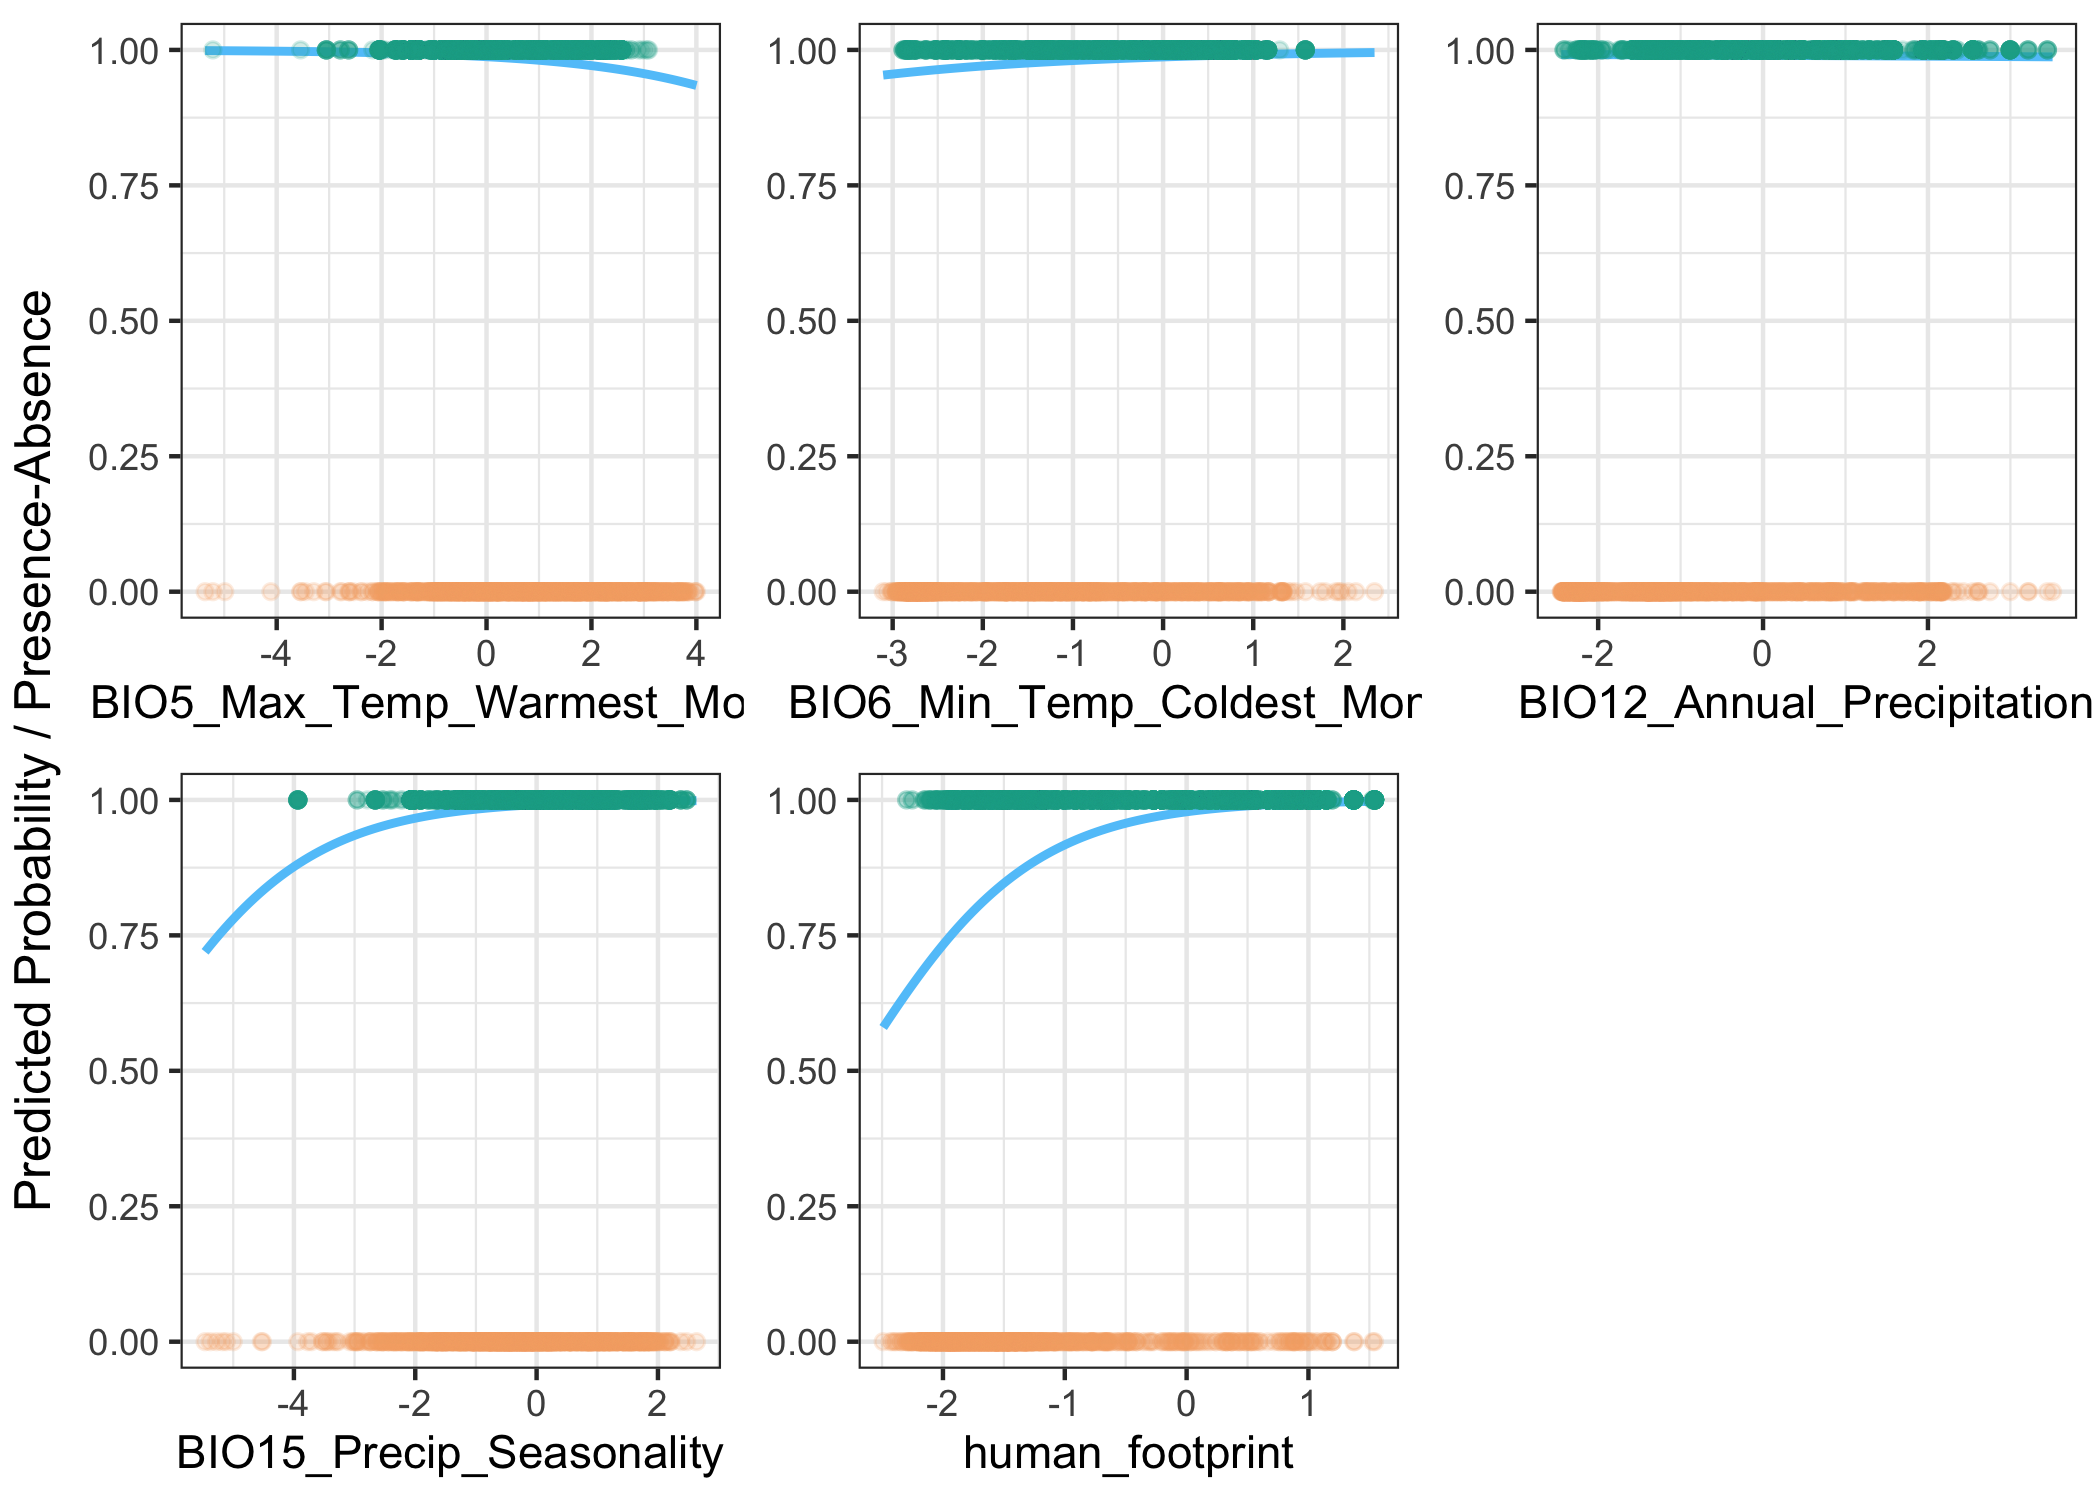 Predicted Probability / Presence-Absence
1.00
0.75
0.50
0.25
0.00
-4 -2 0 2 4
BIO5_Max_Temp_Warmest_Mo
1.00
0.75
0.50
0.25
0.00
-3 -2 -1 0 1 2
BIO6_Min_Temp_Coldest_Mon
1.00
0.75
0.50
0.25
0.00
-2 0 2
BIO12_Annual_Precipitation
1.00
0.75
0.50
0.25
0.00
-4 -2 0 2
BIO15_Precip_Seasonality
1.00
0.75
0.50
0.25
0.00
-2 -1 0 1
human_footprint